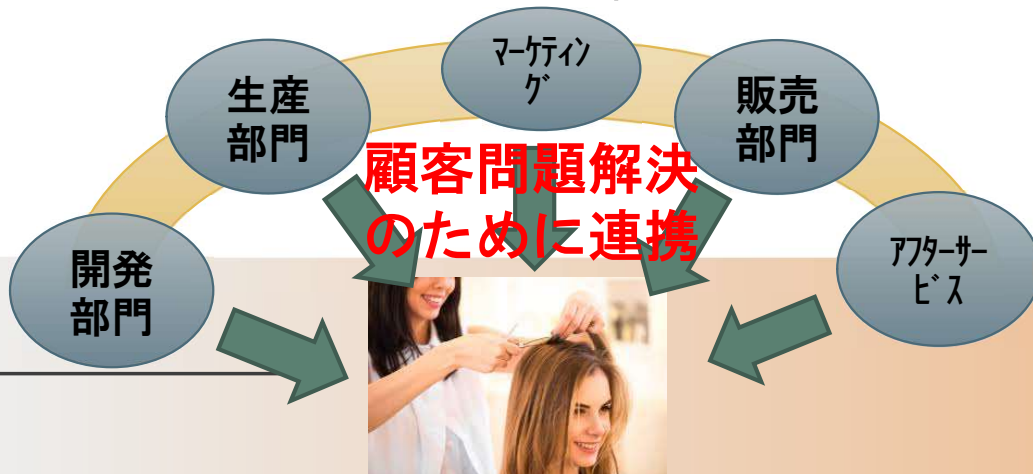 マーケティン
グ
生産
部門
販売
部門
顧客問題解決
のために連携
開発
部門
アフターサー
ビス